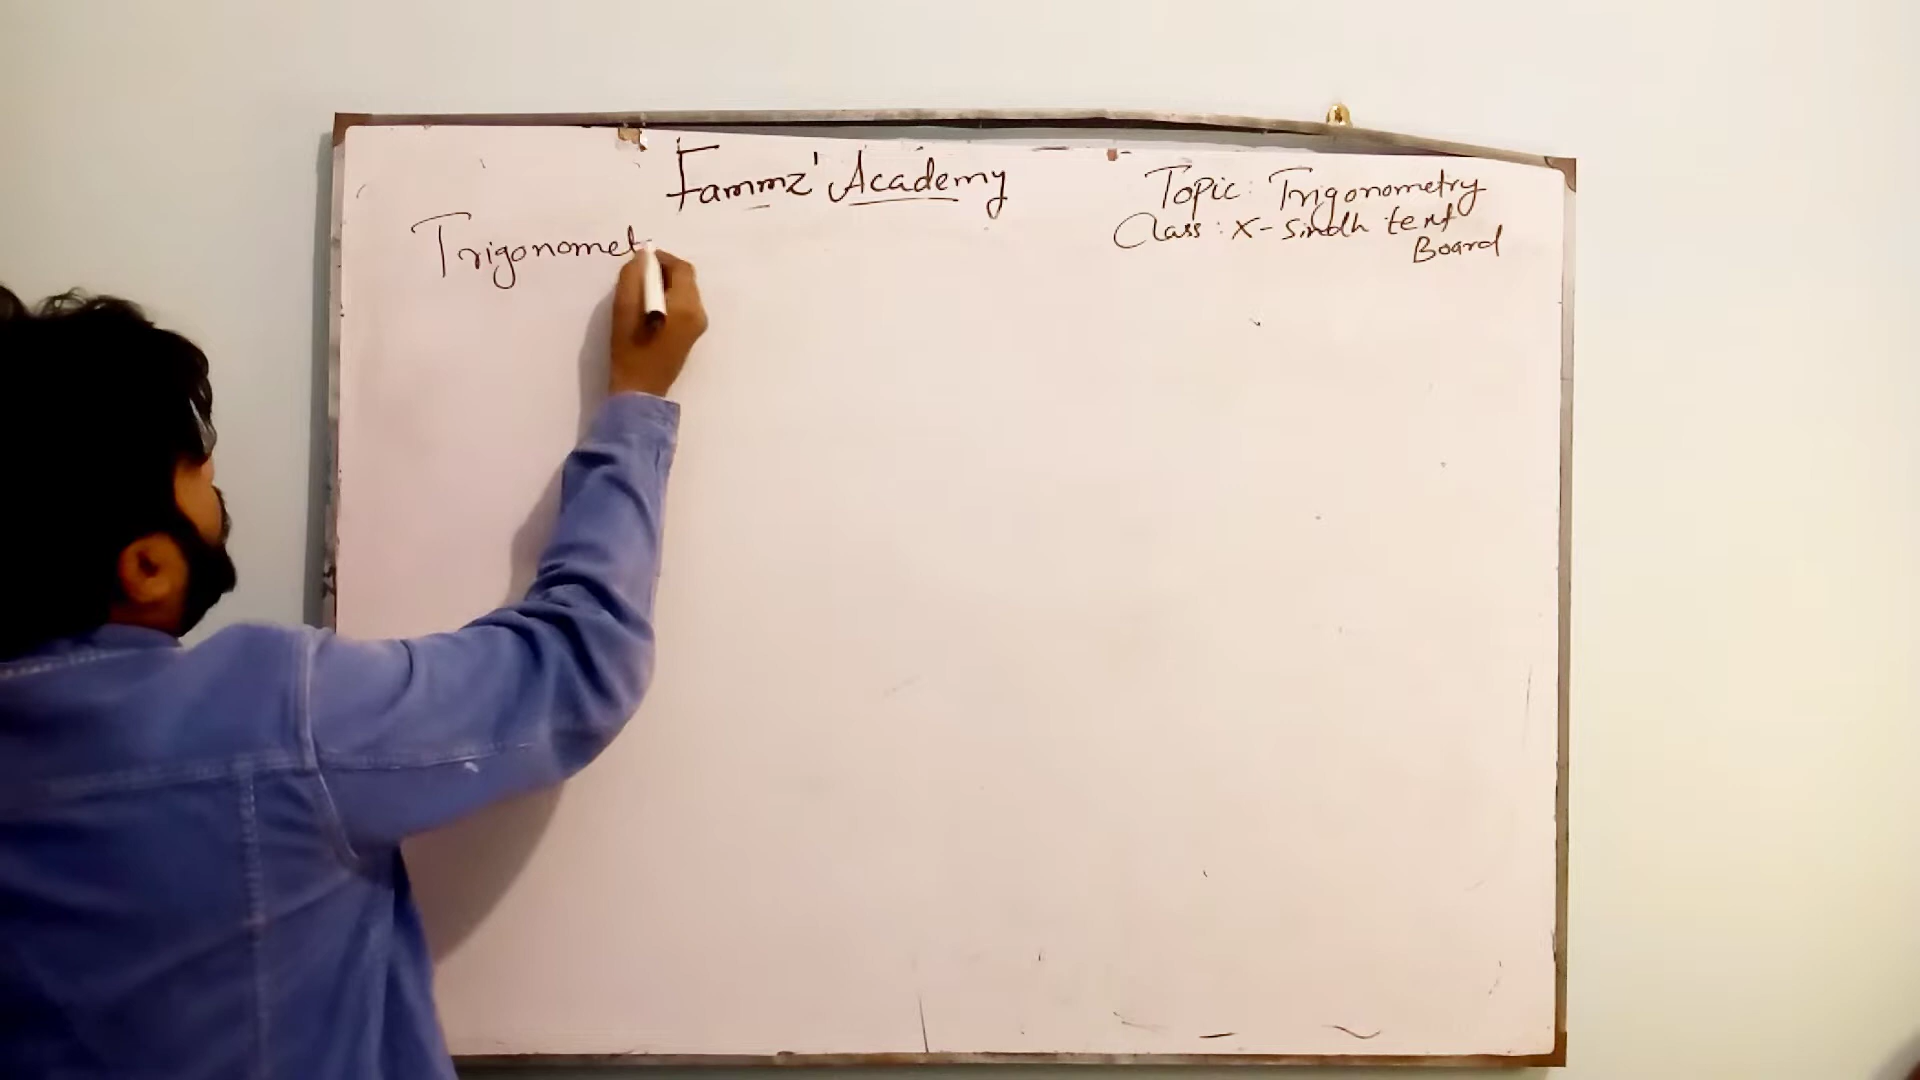 Fammz' Academy
Topic: Trigonometry
Class: X- Sindh text
Board
Trigonomet